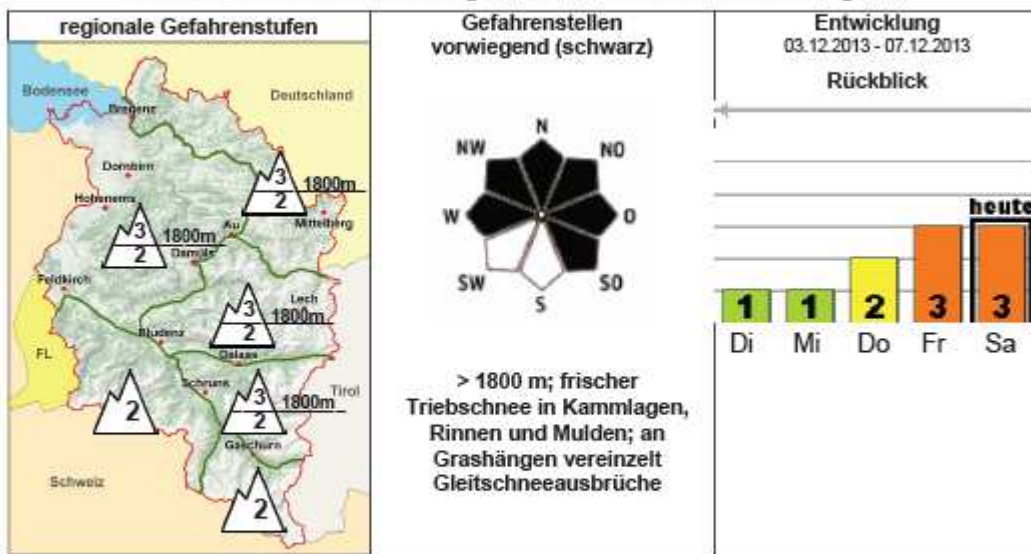 regionale Gefahrenstufen
Bodensee
Deutschland
Bregenz
Dornbirn
3
2
1800m
Hohenems
Mittelberg
3
2
1800m
Au
Damüls
Feldkirch
Lech
3
2
1800m
Bludenz
FL
Dalaas
Schruns
Tirol
2
3
2
1800m
Gaschurn
Schweiz
2
Gefahrenstellen
vorwiegend (schwarz)
N
NW
NO
W
O
SW
SO
S
> 1800 m; frischer
Triebschnee in Kammlagen,
Rinnen und Mulden; an
Grashängen vereinzelt
Gleitschneeausbrüche
Entwicklung
03.12.2013 - 07.12.2013
Rückblick
heute
1 1 2 3 3
Di Mi Do Fr Sa